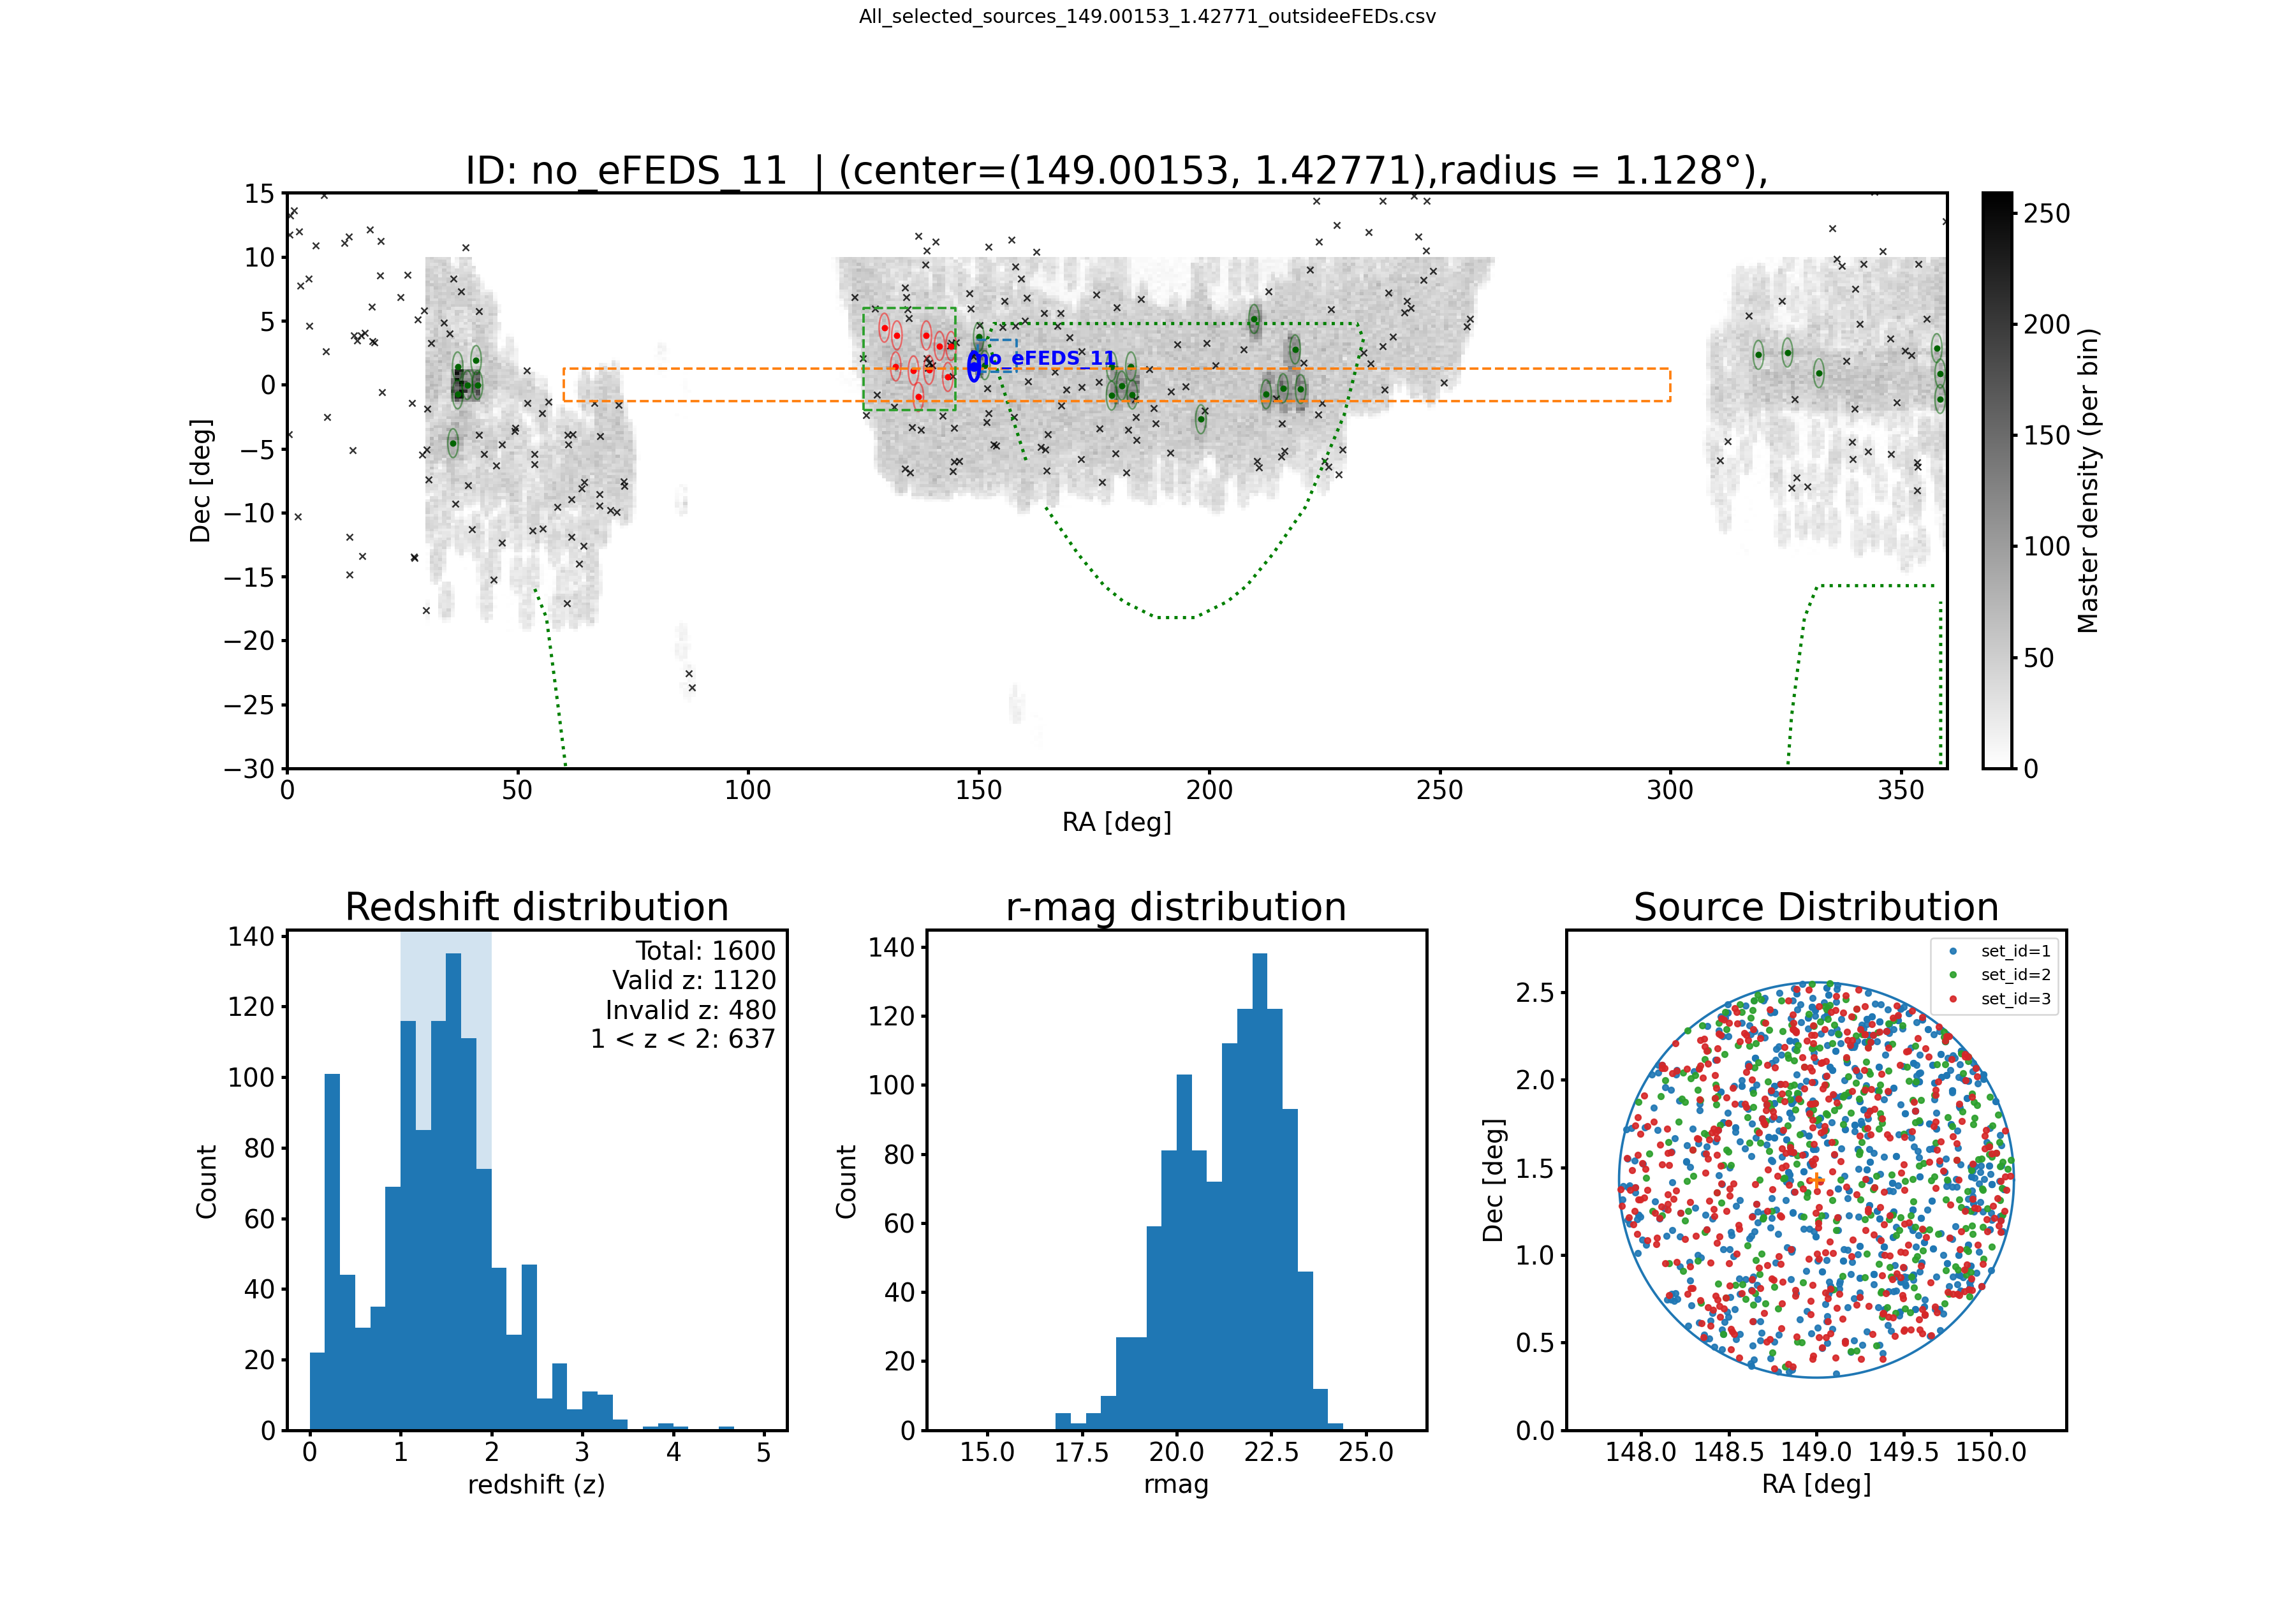 All_selected_sources_149.00153_1.42771_outsideeFEDs.csv
ID: no_eFEDS_11 | (center=(149.00153, 1.42771),radius = 1.128°),
15
10
5
0
−5
−10
−15
−20
−25
−30
Dec [deg]
no_eFEDS_11
0
50
100
150
200
250
300
350
RA [deg]
250
200
150
100
50
0
Master density (per bin)
Redshift distribution
140
120
100
80
60
40
20
0
Count
Total: 1600
Valid z: 1120
Invalid z: 480
1 < z < 2: 637
0
1
2
3
4
5
redshift (z)
r-mag distribution
140
120
100
80
60
40
20
0
Count
15.0
17.5
20.0
22.5
25.0
rmag
Source Distribution
set_id=1
set_id=2
set_id=3
2.5
2.0
1.5
1.0
0.5
0.0
Dec [deg]
148.0
148.5
149.0
149.5
150.0
RA [deg]